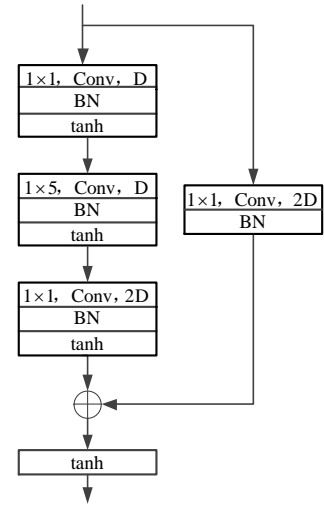 1×1, Conv, D
BN
tanh
1×5, Conv, D
BN
tanh
1×1, Conv, 2D
BN
1×1, Conv, 2D
BN
tanh
tanh